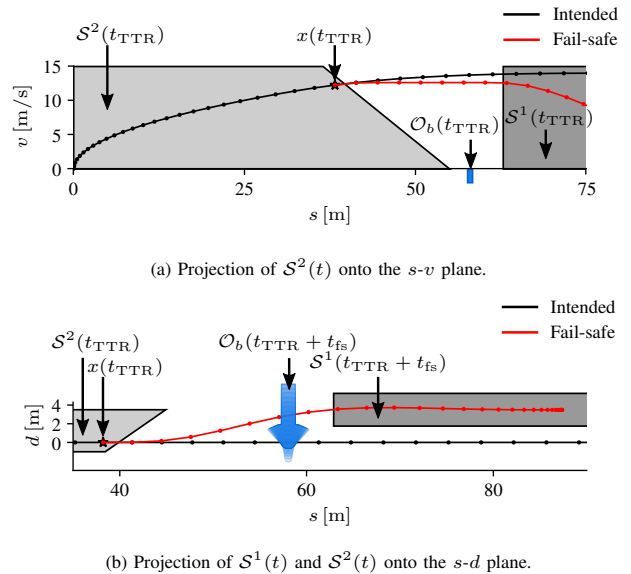 Intended
Fail-safe
𝒮²(t_TTR)
x(t_TTR)
𝒪_b(t_TTR)
𝒮¹(t_TTR)
v [m/s]
15
10
5
0
0
25
50
75
s [m]
(a) Projection of 𝒮²(t) onto the s-v plane.
Intended
Fail-safe
𝒮²(t_TTR)
x(t_TTR)
𝒪_b(t_TTR + t_fs)
𝒮¹(t_TTR + t_fs)
d [m]
4
2
0
40
60
80
s [m]
(b) Projection of 𝒮¹(t) and 𝒮²(t) onto the s-d plane.